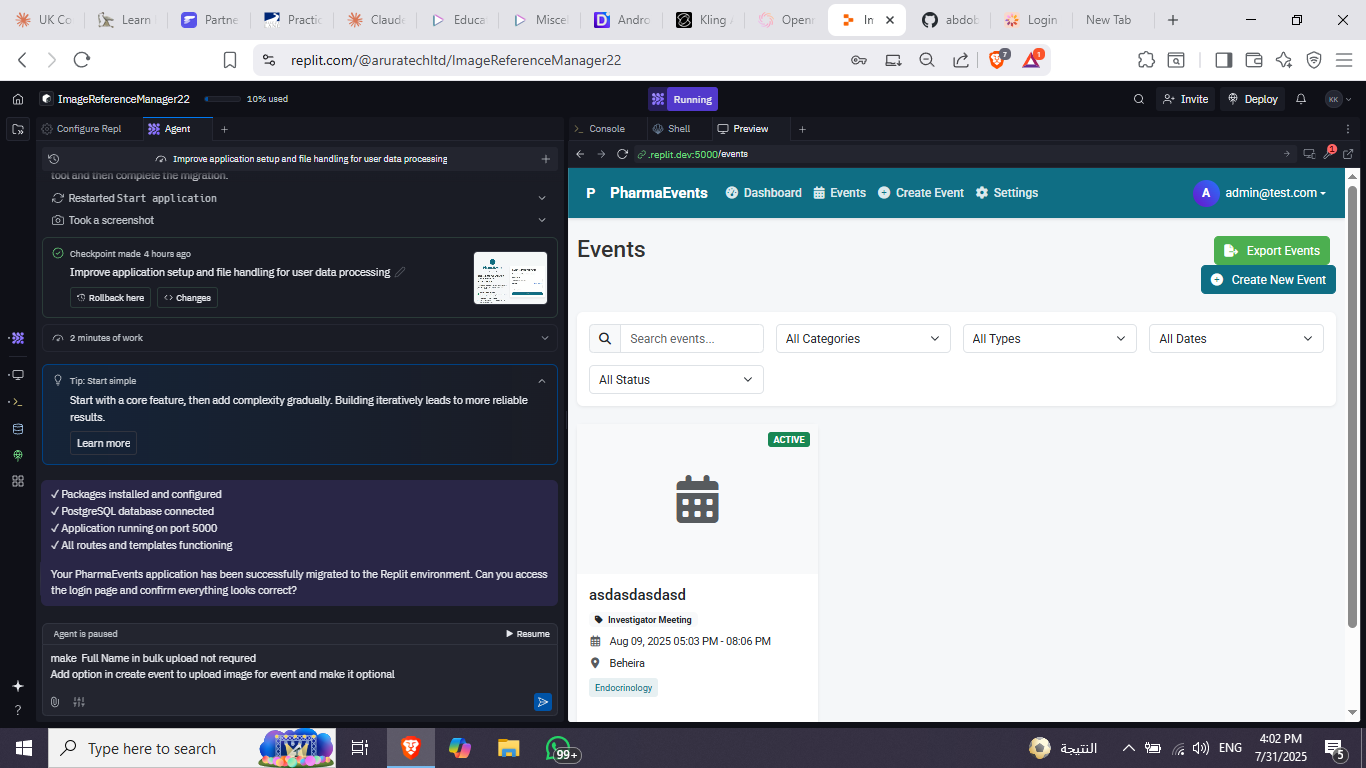 UK Co
Learn
Partne
Practic
Claude
Educa
Miscel
Andro
Kling
Openr
In
abdob
Login
New Tab
replit.com/@aruratechltd/ImageReferenceManager22
7
1
ImageReferenceManager22
10% used
Running
Invite
Deploy
KK
Configure Repl
Agent
Console
Shell
Preview
Improve application setup and file handling for user data processing
.replit.dev:5000/events
1
tool and then complete the migration.
Restarted Start application
Took a screenshot
Checkpoint made 4 hours ago
Improve application setup and file handling for user data processing
Rollback here
Changes
2 minutes of work
Tip: Start simple
Start with a core feature, then add complexity gradually. Building iteratively leads to more reliable
results.
Learn more
✓ Packages installed and configured
✓ PostgreSQL database connected
✓ Application running on port 5000
✓ All routes and templates functioning
Your PharmaEvents application has been successfully migrated to the Replit environment. Can you access
the login page and confirm everything looks correct?
Agent is paused
Resume
make  Full Name in bulk upload not requred
Add option in create event to upload image for event and make it optional
P
PharmaEvents
Dashboard
Events
Create Event
Settings
A
admin@test.com
Events
Export Events
Create New Event
Search events...
All Categories
All Types
All Dates
All Status
ACTIVE
asdasdasdasd
Investigator Meeting
Aug 09, 2025 05:03 PM - 08:06 PM
Beheira
Endocrinology
Type here to search
99+
النتيجة
ENG
4:02 PM
7/31/2025
5